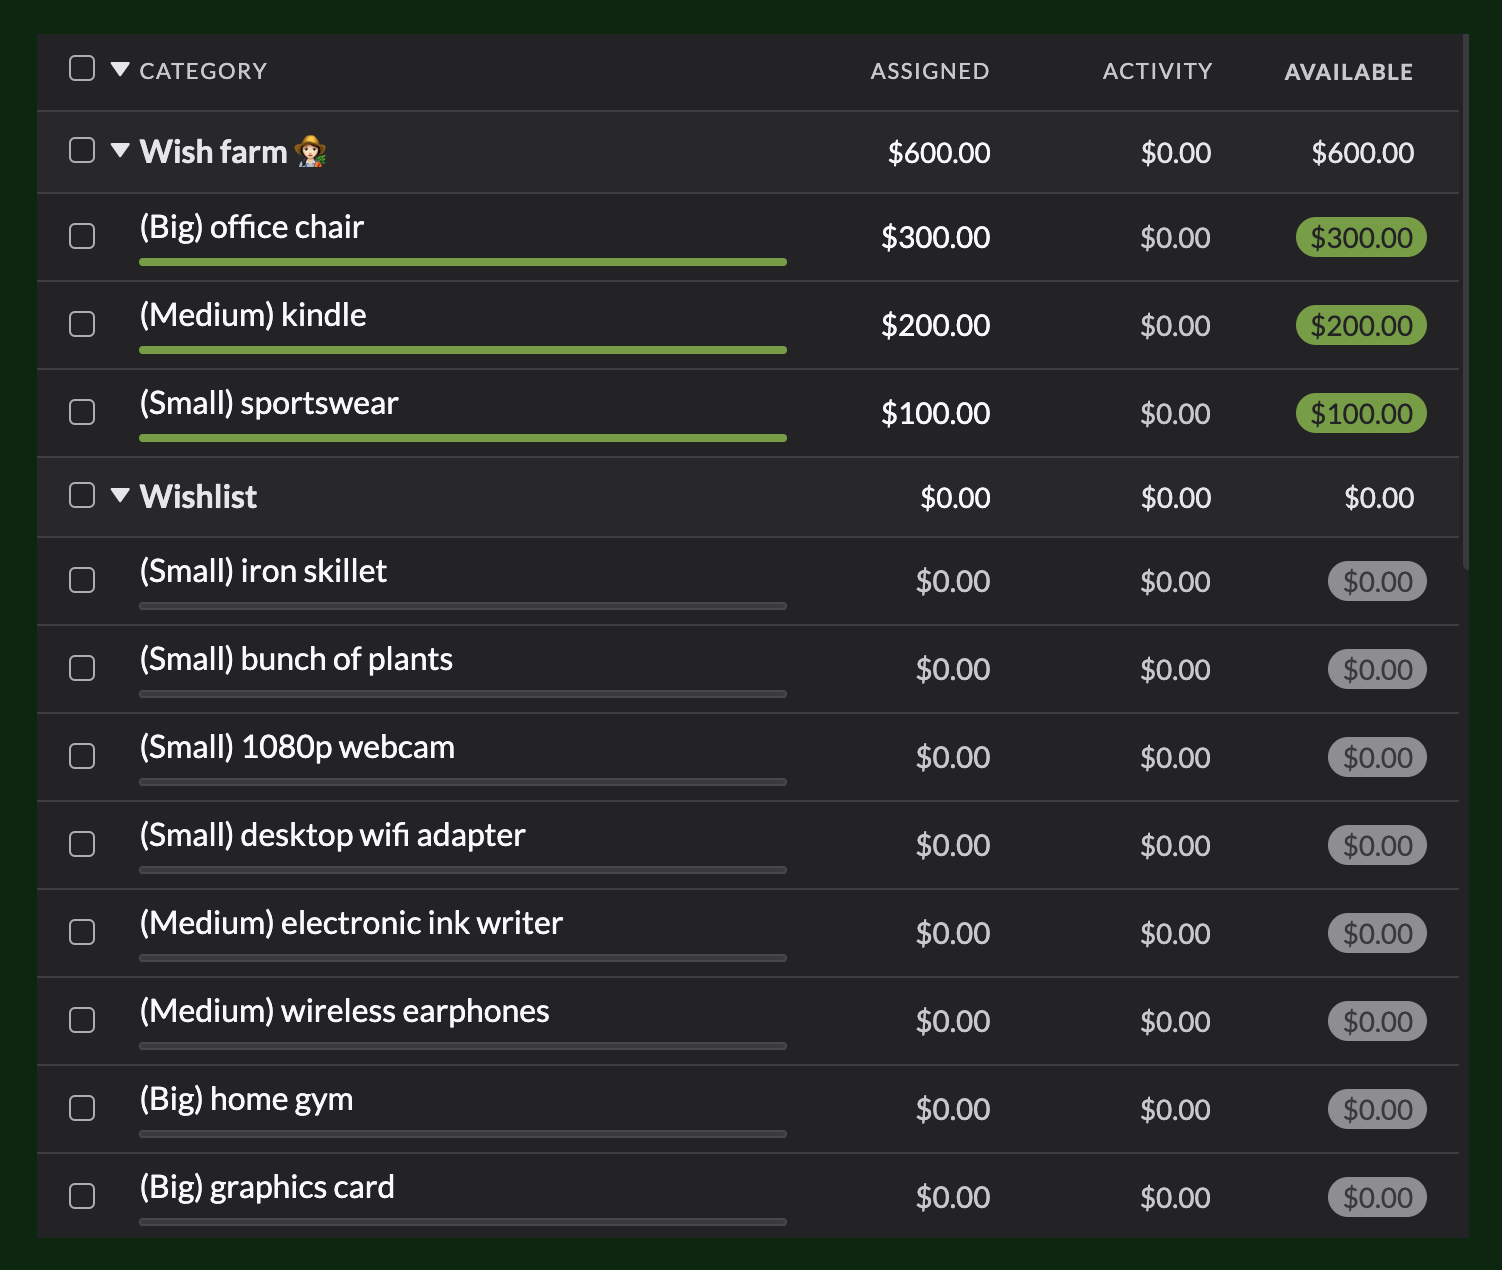 CATEGORY ASSIGNED ACTIVITY AVAILABLE
Wish farm 👩🏻‍🌾 $600.00 $0.00 $600.00
(Big) office chair $300.00 $0.00 $300.00
(Medium) kindle $200.00 $0.00 $200.00
(Small) sportswear $100.00 $0.00 $100.00
Wishlist $0.00 $0.00 $0.00
(Small) iron skillet $0.00 $0.00 $0.00
(Small) bunch of plants $0.00 $0.00 $0.00
(Small) 1080p webcam $0.00 $0.00 $0.00
(Small) desktop wifi adapter $0.00 $0.00 $0.00
(Medium) electronic ink writer $0.00 $0.00 $0.00
(Medium) wireless earphones $0.00 $0.00 $0.00
(Big) home gym $0.00 $0.00 $0.00
(Big) graphics card $0.00 $0.00 $0.00